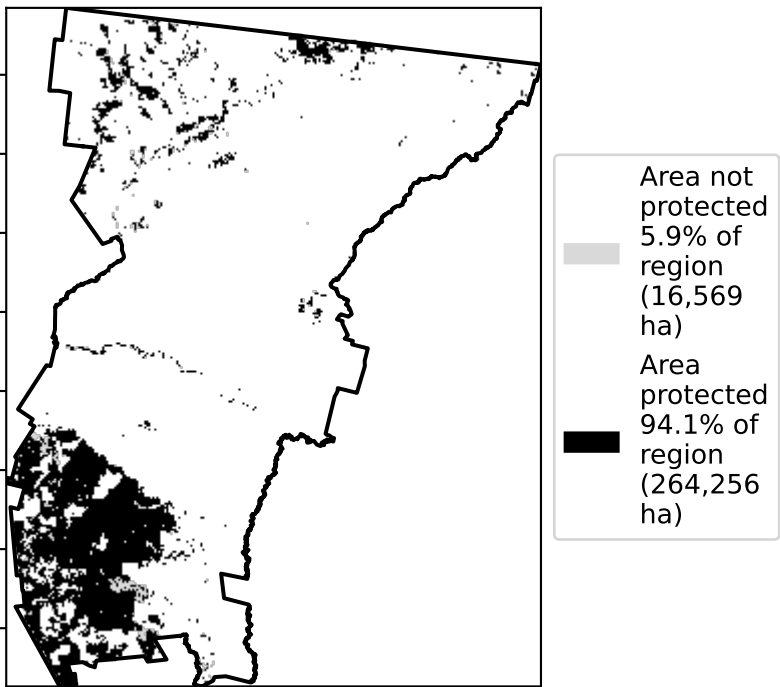 Area not
protected
5.9% of
region
(16,569
ha)
Area
protected
94.1% of
region
(264,256
ha)